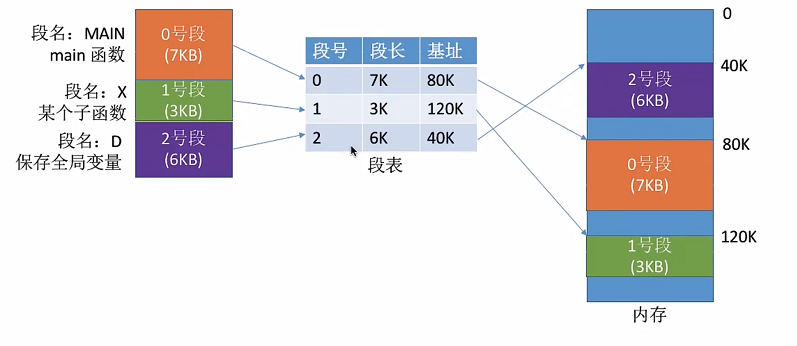 段名：MAIN
main 函数
0号段
(7KB)
段名：X
某个子函数
1号段
(3KB)
段名：D
保存全局变量
2号段
(6KB)
段号 段长 基址
0 7K 80K
1 3K 120K
2 6K 40K
段表
0
40K
2号段
(6KB)
80K
0号段
(7KB)
120K
1号段
(3KB)
内存